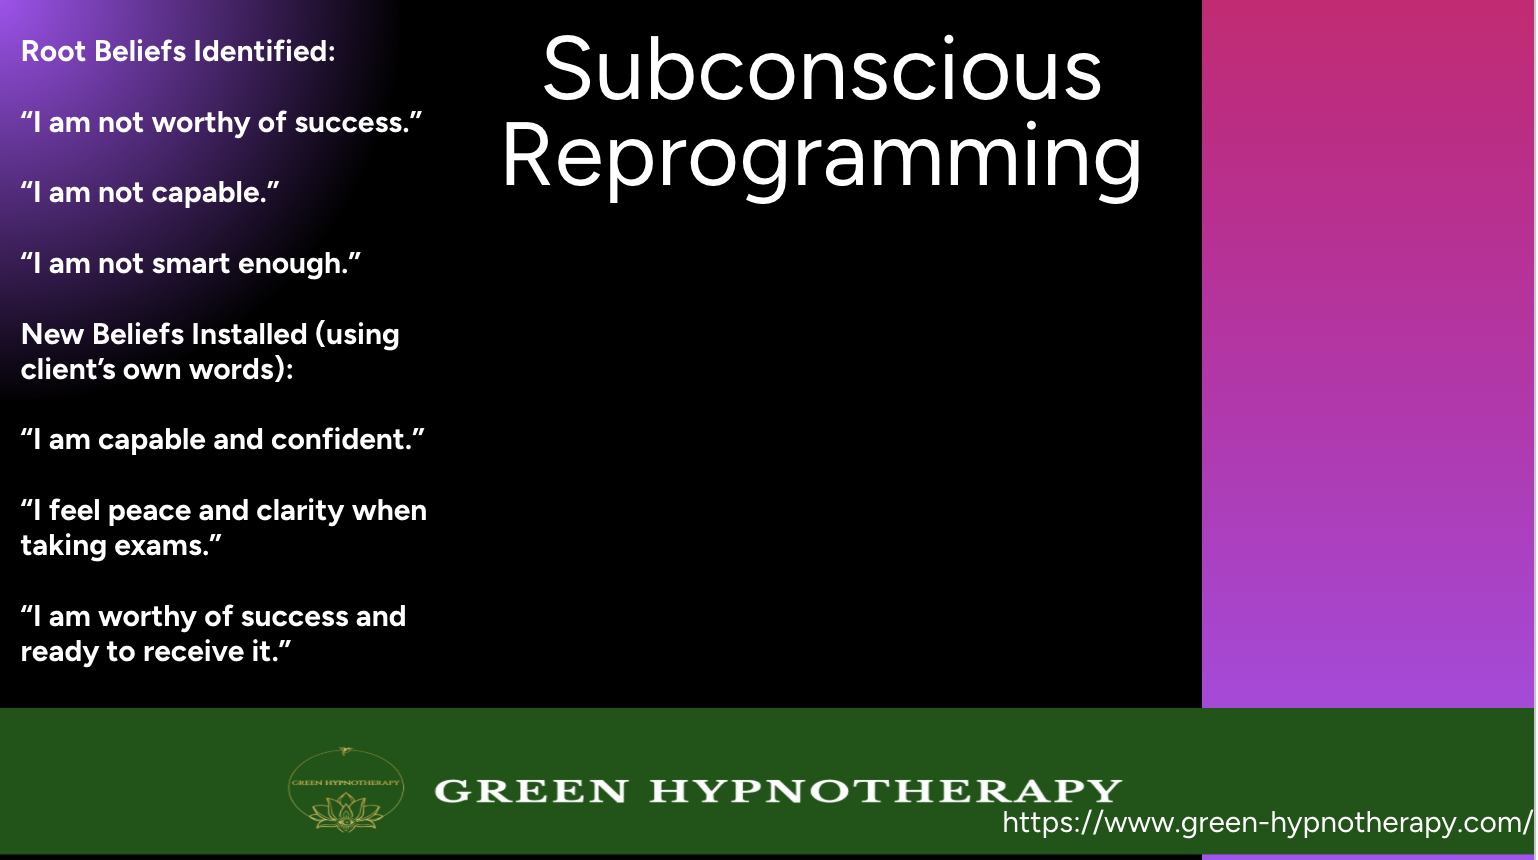 Root Beliefs Identified:
“I am not worthy of success.”
“I am not capable.”
“I am not smart enough.”
New Beliefs Installed (using
client’s own words):
“I am capable and confident.”
“I feel peace and clarity when
taking exams.”
“I am worthy of success and
ready to receive it.”
Subconscious
Reprogramming
GREEN HYPNOTHERAPY
GREEN HYPNOTHERAPY
https://www.green-hypnotherapy.com/